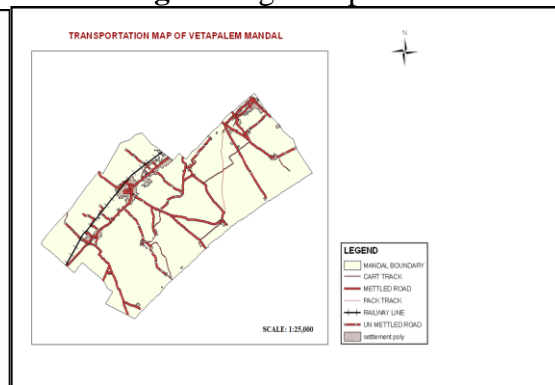 TRANSPORTATION MAP OF VETAPALEM MANDAL
N
LEGEND
MANDAL BOUNDARY
CART TRACK
METTLED ROAD
PACK TRACK
RAILWAY LINE
UN METTLED ROAD
settlement poly
SCALE: 1:25,000